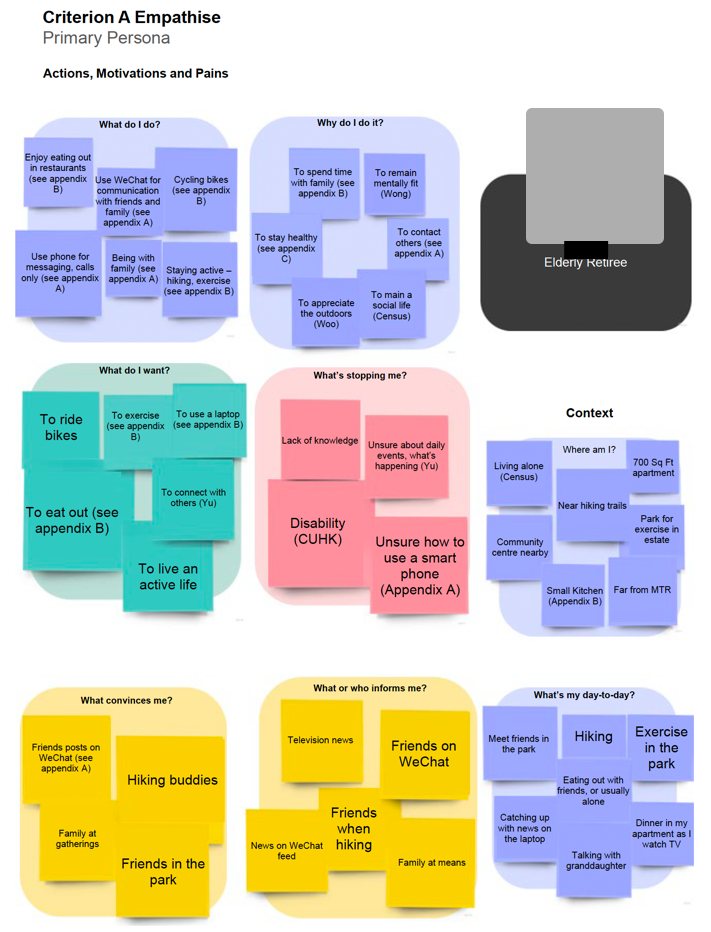 Criterion A Empathise
Primary Persona
Actions, Motivations and Pains
What do I do?
Enjoy eating out
in restaurants
(see appendix
B)
Use WeChat for
communication
with friends and
family (see
appendix A)
Cycling bikes
(see appendix
B)
Use phone for
messaging, calls
only (see appendix
A)
Being with
family (see
appendix A)
Staying active –
hiking, exercise
(see appendix B)
Why do I do it?
To spend time
with family (see
appendix B)
To remain
mentally fit
(Wong)
To stay healthy
(see appendix
C)
To contact
others (see
appendix A)
To appreciate
the outdoors
(Woo)
To main a
social life
(Census)
Elderly Retiree
What do I want?
To ride
bikes
To exercise
(see appendix
B)
To use a laptop
(see appendix B)
To eat out (see
appendix B)
To connect with
others (Yu)
To live an
active life
What's stopping me?
Lack of knowledge
Unsure about daily
events, what's
happening (Yu)
Disability
(CUHK)
Unsure how to
use a smart
phone
(Appendix A)
Context
Where am I?
Living alone
(Census)
700 Sq Ft
apartment
Near hiking trails
Community
centre nearby
Park for
exercise in
estate
Small Kitchen
(Appendix B)
Far from MTR
What convinces me?
Friends posts on
WeChat (see
appendix A)
Hiking buddies
Family at
gatherings
Friends in the
park
What or who informs me?
Television news
Friends on
WeChat
Friends
when
hiking
News on WeChat
feed
Family at means
What's my day-to-day?
Meet friends in
the park
Hiking
Exercise
in the
park
Eating out with
friends, or usually
alone
Catching up
with news on
the laptop
Dinner in my
apartment as I
watch TV
Talking with
granddaughter